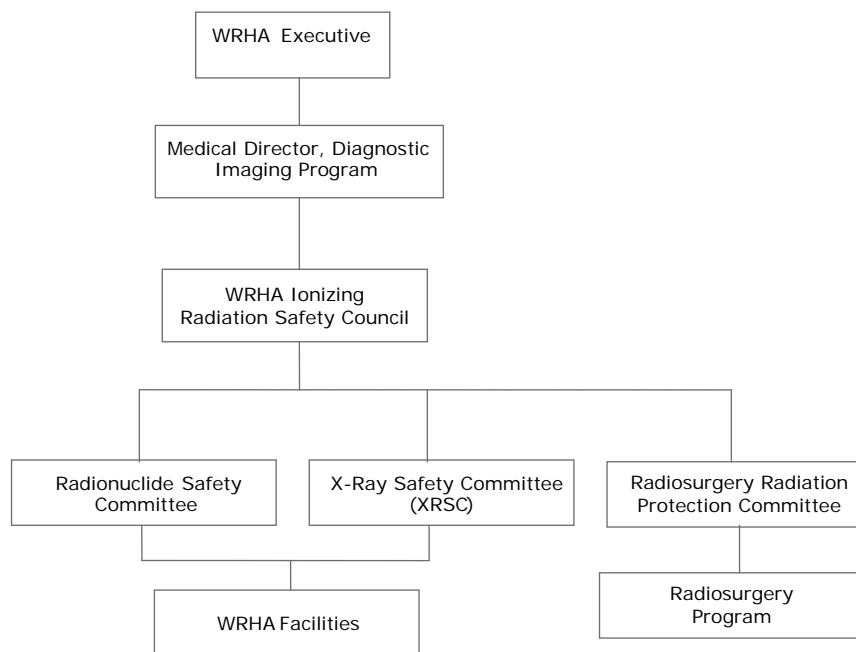 WRHA Executive
Medical Director, Diagnostic
Imaging Program
WRHA Ionizing
Radiation Safety Council
Radionuclide Safety
Committee
X-Ray Safety Committee
(XRSC)
Radiosurgery Radiation
Protection Committee
WRHA Facilities
Radiosurgery
Program